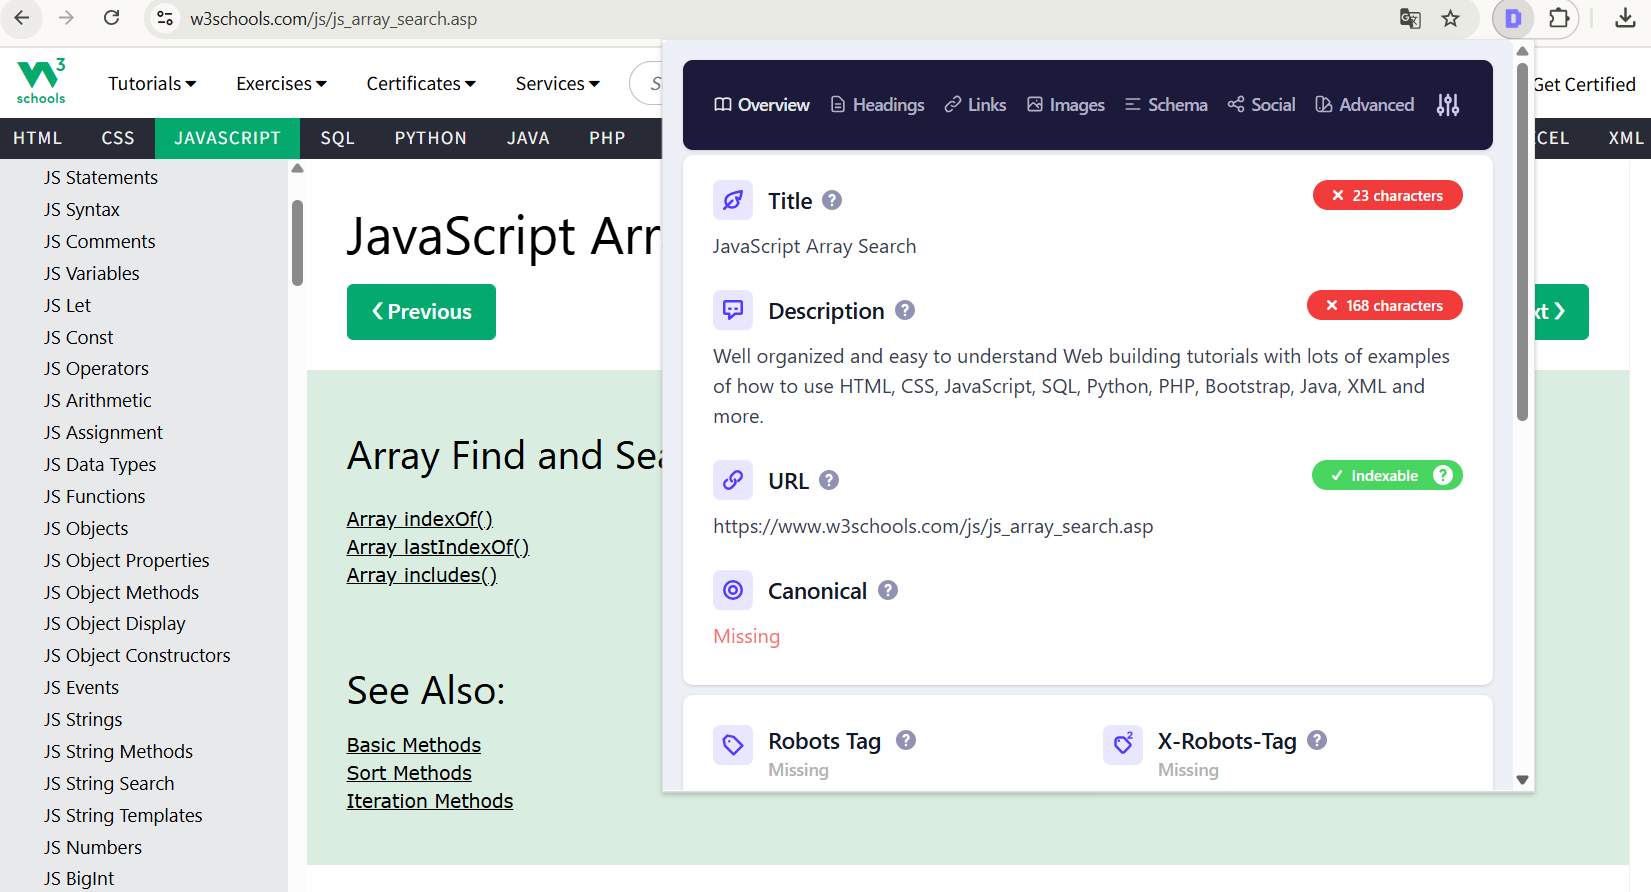 w3schools.com/js/js_array_search.asp
W3
schools
Tutorials
Exercises
Certificates
Services
S
Get Certified
HTML
CSS
JAVASCRIPT
SQL
PYTHON
JAVA
PHP
CEL
XML
JS Statements
JS Syntax
JS Comments
JS Variables
JS Let
JS Const
JS Operators
JS Arithmetic
JS Assignment
JS Data Types
JS Functions
JS Objects
JS Object Properties
JS Object Methods
JS Object Display
JS Object Constructors
JS Events
JS Strings
JS String Methods
JS String Search
JS String Templates
JS Numbers
JS BigInt
JavaScript Arr
❮ Previous
xt ❯
Array Find and Sea
Array indexOf()
Array lastIndexOf()
Array includes()
See Also:
Basic Methods
Sort Methods
Iteration Methods
D
Overview
Headings
Links
Images
Schema
Social
Advanced
Title ?
23 characters
JavaScript Array Search
Description ?
168 characters
Well organized and easy to understand Web building tutorials with lots of examples
of how to use HTML, CSS, JavaScript, SQL, Python, PHP, Bootstrap, Java, XML and
more.
URL ?
Indexable ?
https://www.w3schools.com/js/js_array_search.asp
Canonical ?
Missing
Robots Tag ?
Missing
2
X-Robots-Tag ?
Missing